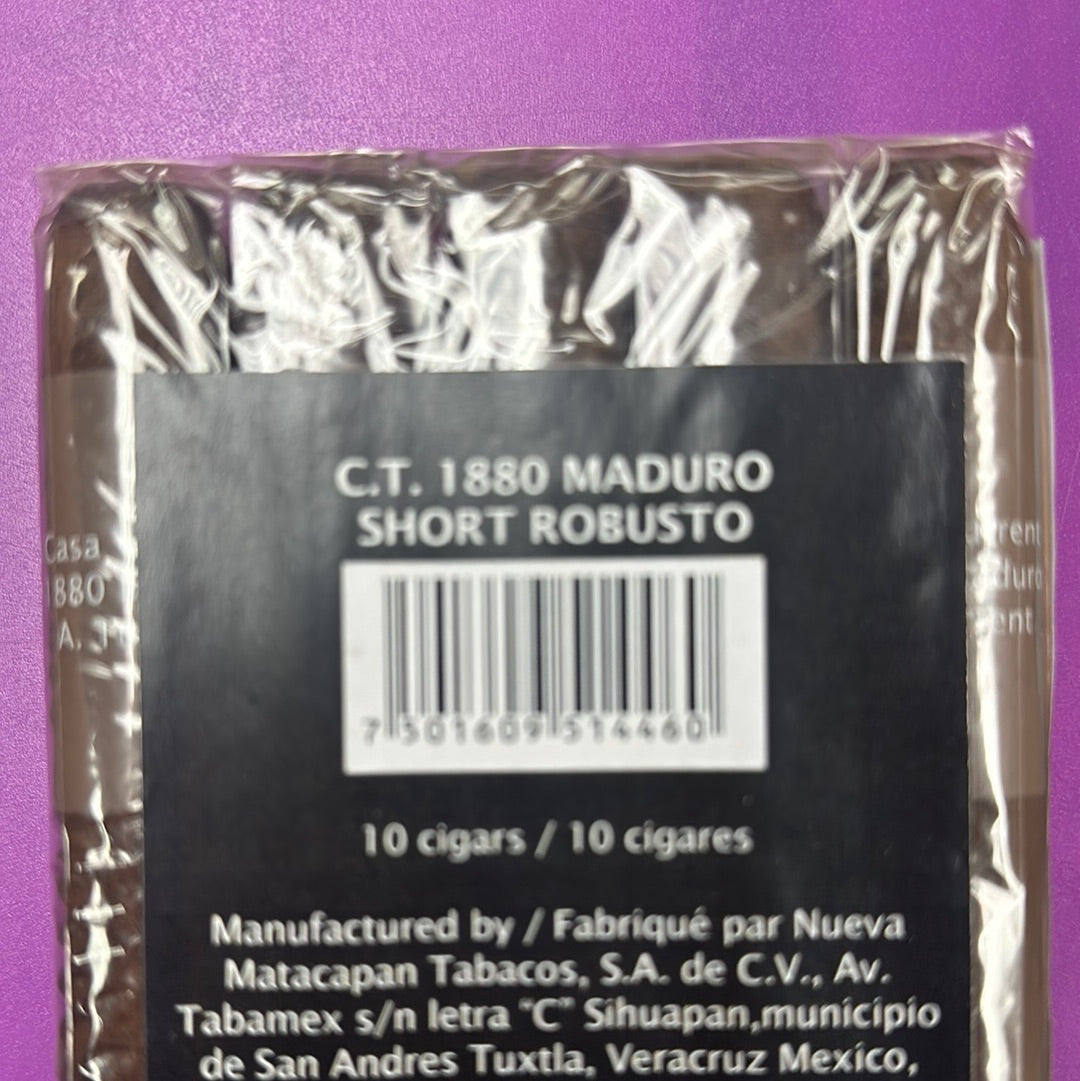 C.T. 1880 MADURO
SHORT ROBUSTO
7 501609 514460
10 cigars / 10 cigares
Manufactured by / Fabriqué par Nueva
Matacapan Tabacos, S.A. de C.V., Av.
Tabamex s/n letra "C" Sihuapan,municipio
de San Andres Tuxtla, Veracruz Mexico,
Casa
1880
A.